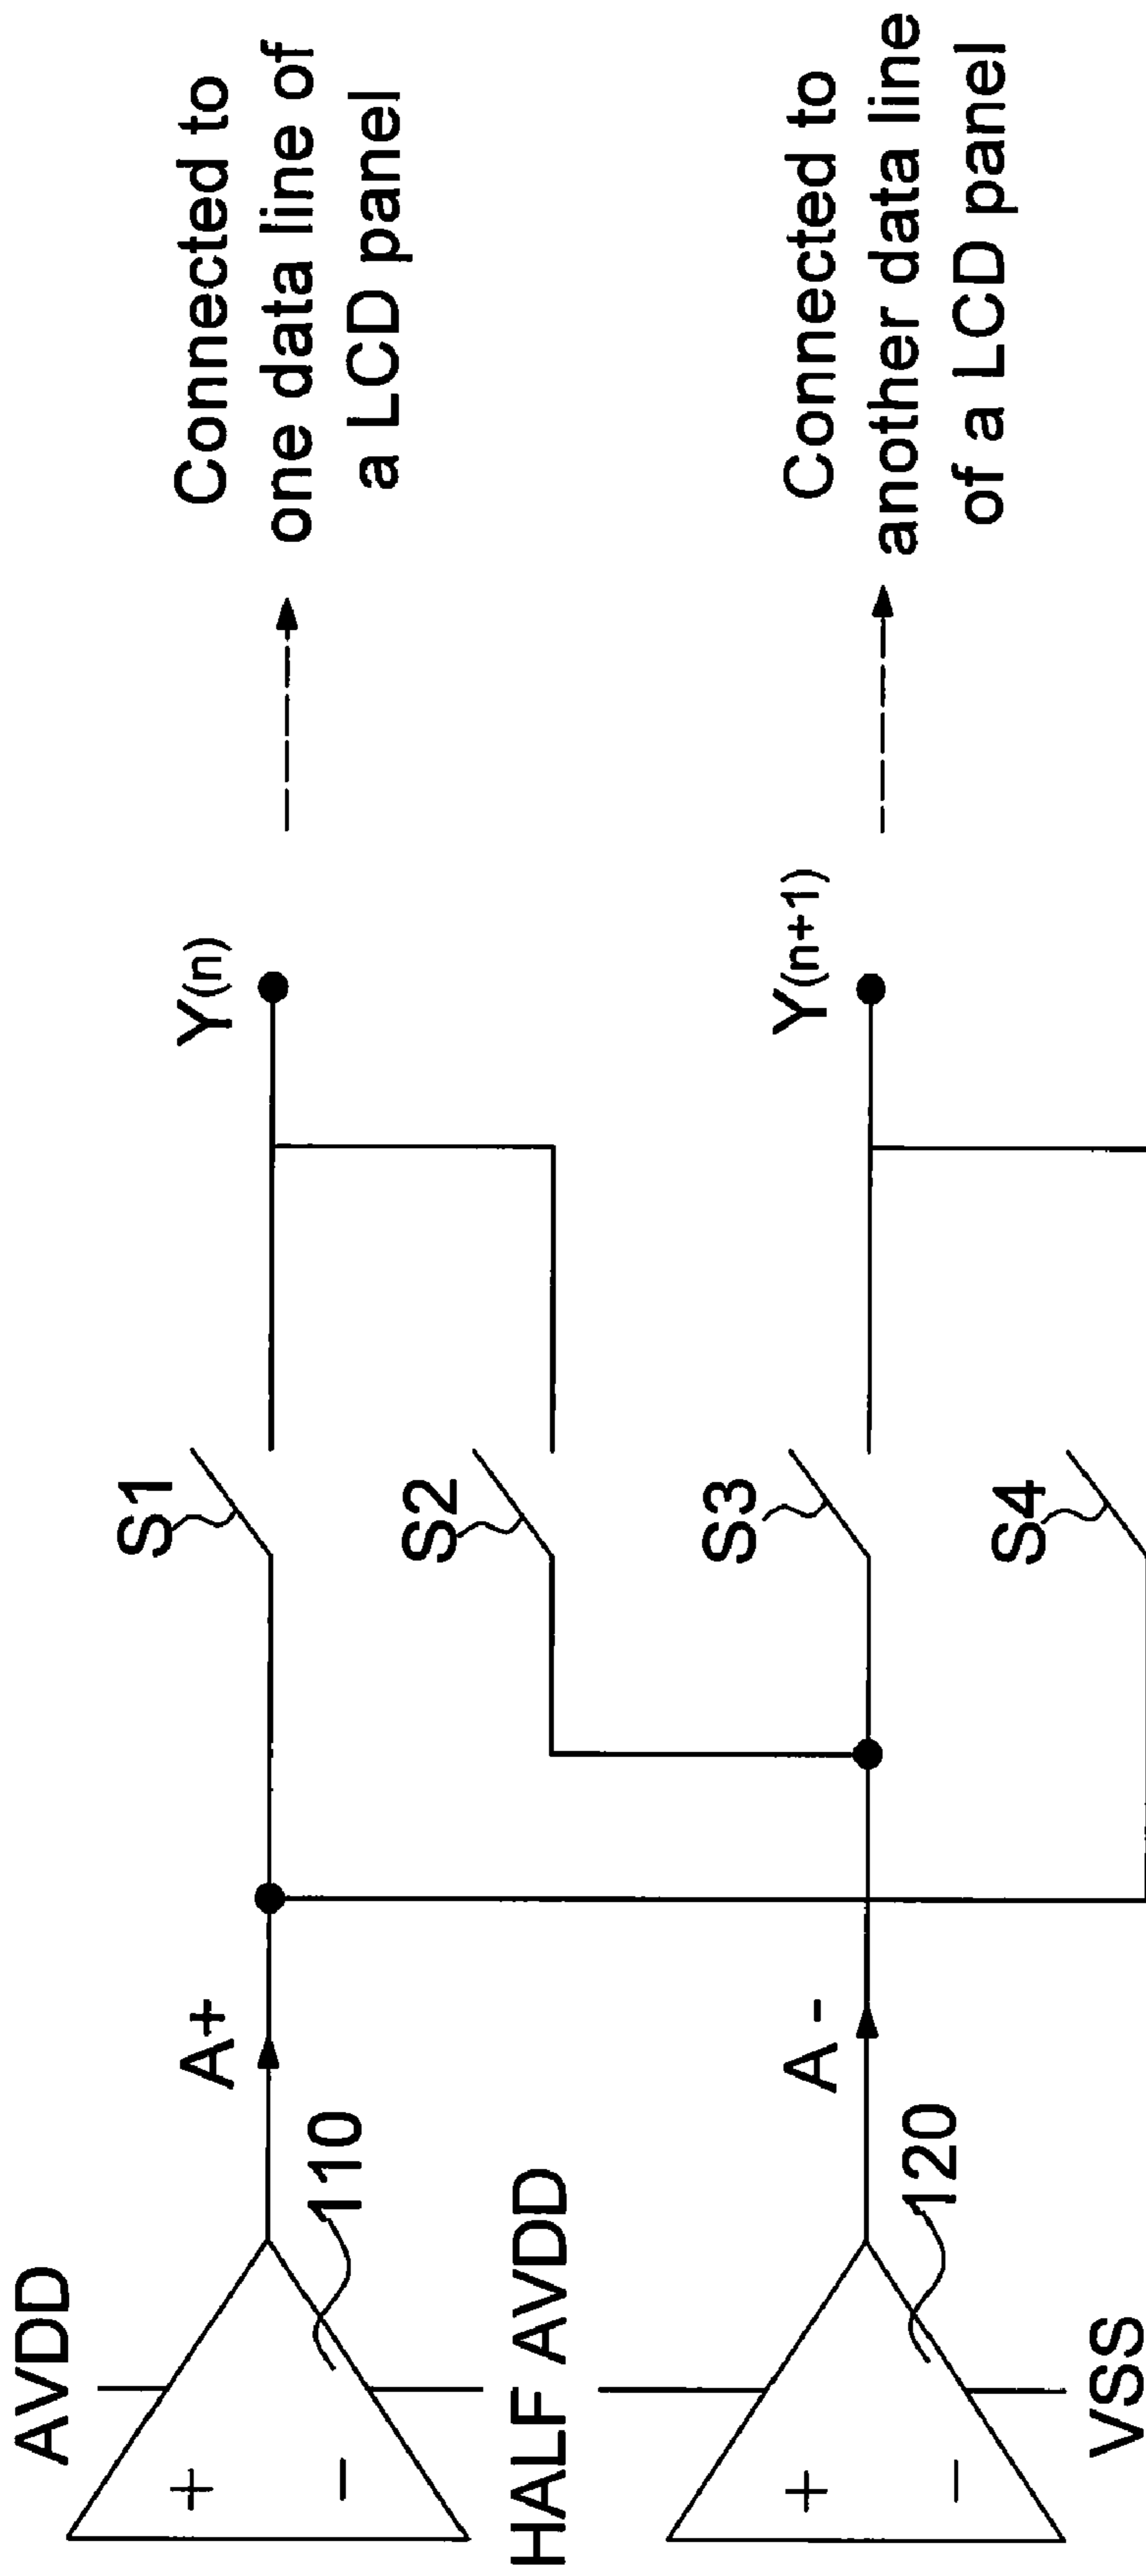 AVDD
+
-
110
A+
S1
Y(n)
Connected to
one data line of
a LCD panel
HALF AVDD
S2
+
-
120
A -
S3
Y(n+1)
Connected to
another data line
of a LCD panel
VSS
S4